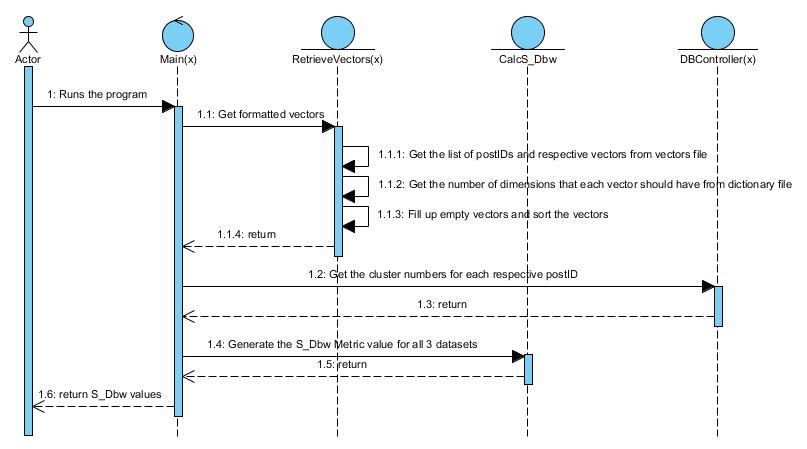 Actor
Main(x)
RetrieveVectors(x)
CalcS_Dbw
DBController(x)
1: Runs the program
1.1: Get formatted vectors
1.1.1: Get the list of postIDs and respective vectors from vectors file
1.1.2: Get the number of dimensions that each vector should have from dictionary file
1.1.3: Fill up empty vectors and sort the vectors
1.1.4: return
1.2: Get the cluster numbers for each respective postID
1.3: return
1.4: Generate the S_Dbw Metric value for all 3 datasets
1.5: return
1.6: return S_Dbw values